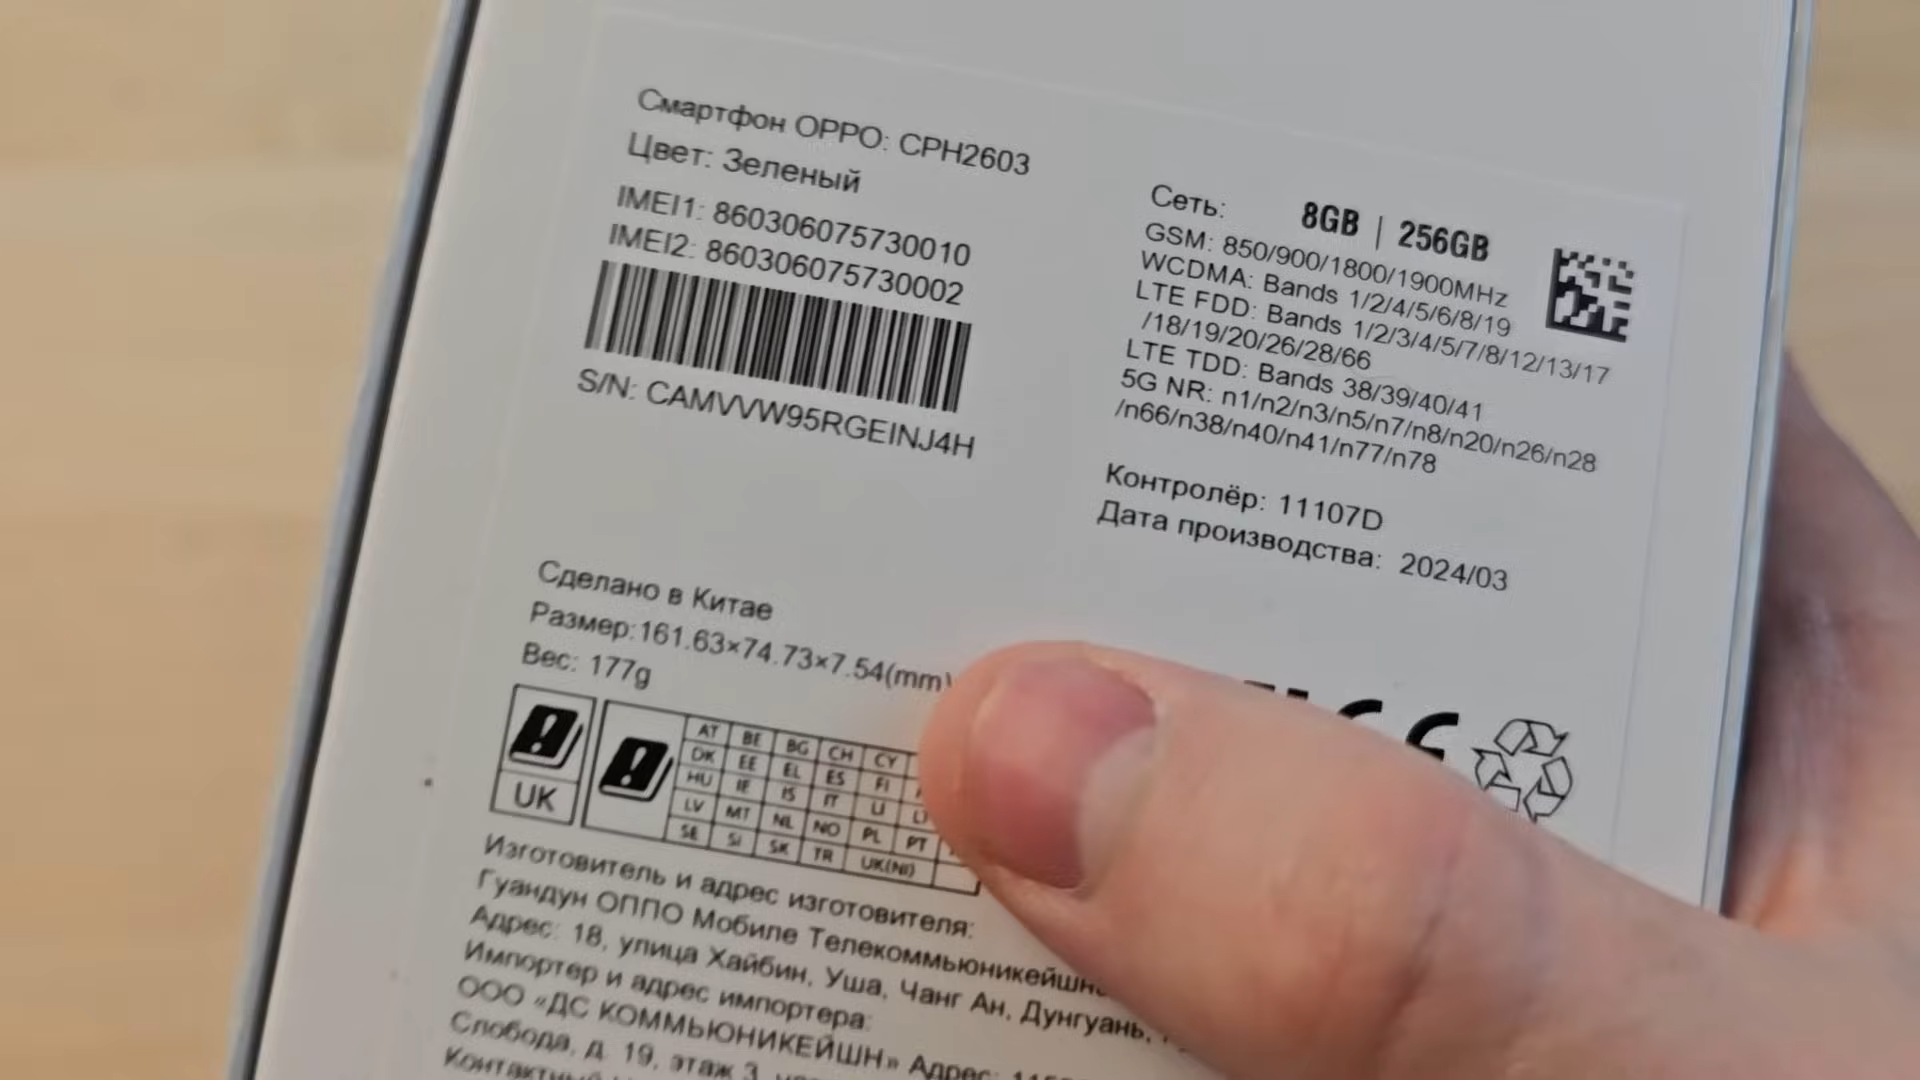 Смартфон OPPO: CPH2603
Цвет: Зеленый
IMEI1: 860306075730010
IMEI2: 860306075730002
S/N: CAMVVW95RGEINJ4H
Сеть: 8GB | 256GB
GSM: 850/900/1800/1900MHz
WCDMA: Bands 1/2/4/5/6/8/19
LTE FDD: Bands 1/2/3/4/5/7/8/12/13/17
/18/19/20/26/28/66
LTE TDD: Bands 38/39/40/41
5G NR: n1/n2/n3/n5/n7/n8/n20/n26/n28
/n66/n38/n40/n41/n77/n78
Контролёр: 11107D
Дата производства: 2024/03
Сделано в Китае
Размер:161.63×74.73×7.54(mm)
Вес: 177g
UK
AT BE BG CH CY
DK EE EL ES FI
HU IE IS IT LI
LV MT NL NO PL PT
SE SI SK TR UK(NI)
Изготовитель и адрес изготовителя:
Гуандун ОППО Мобиле
Адрес: 18, улица Хайбин, Уша, Чанг Ан, Дунгуань,
Импортер и адрес импортера:
ООО «ДС КОММЬЮНИКЕЙШН» Адрес:
Слобода, д. 19, этаж 3,